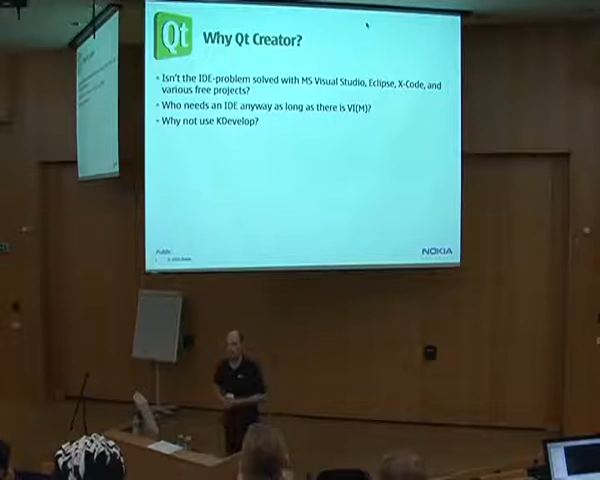 Qt
Why Qt Creator?
• Isn't the IDE-problem solved with MS Visual Studio, Eclipse, X-Code, and
various free projects?
• Who needs an IDE anyway as long as there is VI(M)?
• Why not use KDevelop?
Public
NOKIA